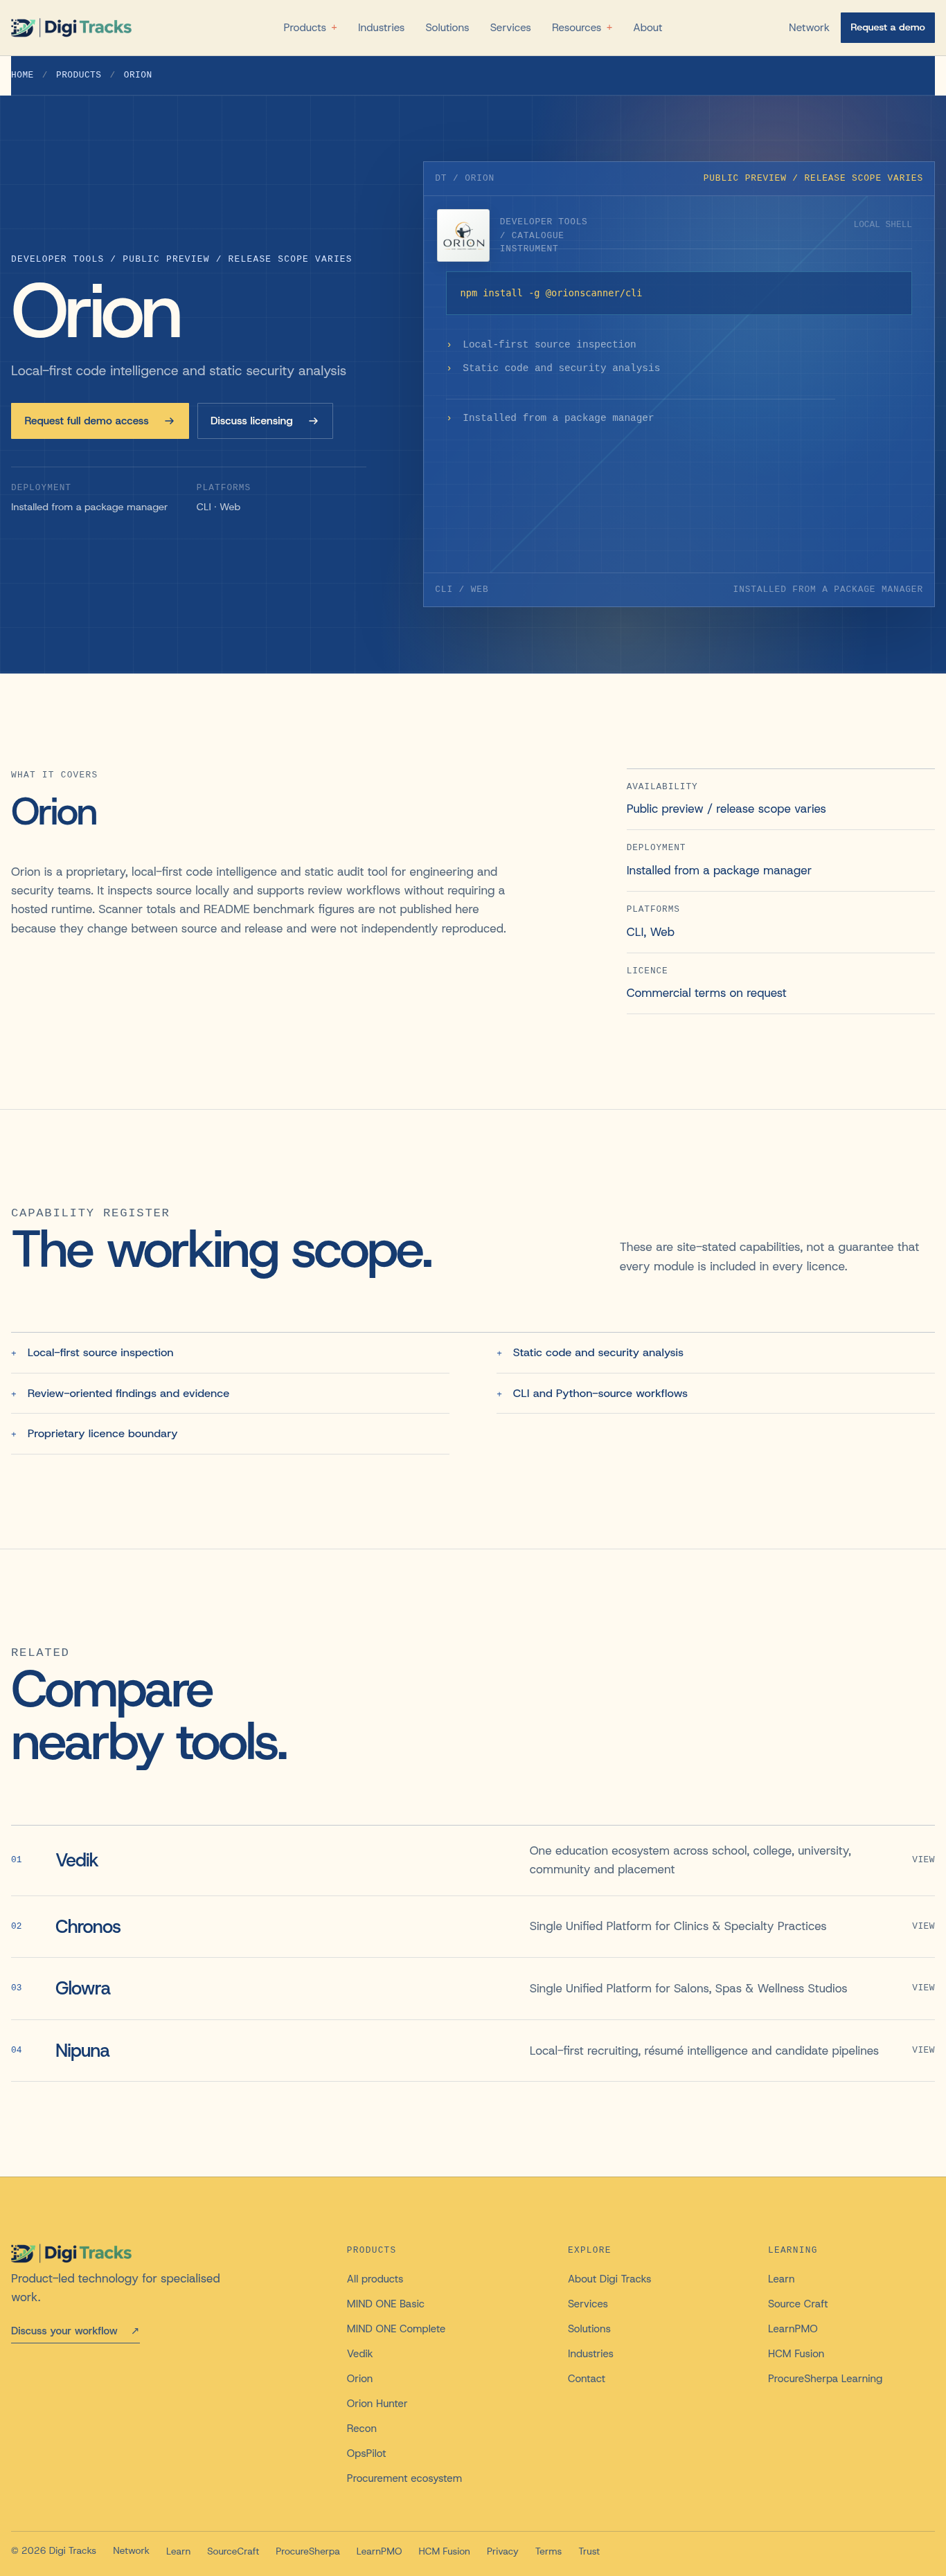 Digi Tracks
Products +
Industries
Solutions
Services
Resources +
About
Network
Request a demo
HOME / PRODUCTS / ORION
DEVELOPER TOOLS / PUBLIC PREVIEW / RELEASE SCOPE VARIES
Orion
Local-first code intelligence and static security analysis
Request full demo access →
Discuss licensing →
DEPLOYMENT
Installed from a package manager
PLATFORMS
CLI · Web
DT / ORION
PUBLIC PREVIEW / RELEASE SCOPE VARIES
ORION
DEVELOPER TOOLS
/ CATALOGUE
INSTRUMENT
LOCAL SHELL
npm install -g @orionscanner/cli
› Local-first source inspection
› Static code and security analysis
› Installed from a package manager
CLI / WEB
INSTALLED FROM A PACKAGE MANAGER
WHAT IT COVERS
Orion
Orion is a proprietary, local-first code intelligence and static audit tool for engineering and
security teams. It inspects source locally and supports review workflows without requiring a
hosted runtime. Scanner totals and README benchmark figures are not published here
because they change between source and release and were not independently reproduced.
AVAILABILITY
Public preview / release scope varies
DEPLOYMENT
Installed from a package manager
PLATFORMS
CLI, Web
LICENCE
Commercial terms on request
CAPABILITY REGISTER
The working scope.
These are site-stated capabilities, not a guarantee that
every module is included in every licence.
+ Local-first source inspection
+ Static code and security analysis
+ Review-oriented findings and evidence
+ CLI and Python-source workflows
+ Proprietary licence boundary
RELATED
Compare
nearby tools.
01
Vedik
One education ecosystem across school, college, university,
community and placement
VIEW
02
Chronos
Single Unified Platform for Clinics & Specialty Practices
VIEW
03
Glowra
Single Unified Platform for Salons, Spas & Wellness Studios
VIEW
04
Nipuna
Local-first recruiting, résumé intelligence and candidate pipelines
VIEW
Digi Tracks
Product-led technology for specialised
work.
Discuss your workflow ↗
PRODUCTS
All products
MIND ONE Basic
MIND ONE Complete
Vedik
Orion
Orion Hunter
Recon
OpsPilot
Procurement ecosystem
EXPLORE
About Digi Tracks
Services
Solutions
Industries
Contact
LEARNING
Learn
Source Craft
LearnPMO
HCM Fusion
ProcureSherpa Learning
© 2026 Digi Tracks
Network
Learn
SourceCraft
ProcureSherpa
LearnPMO
HCM Fusion
Privacy
Terms
Trust